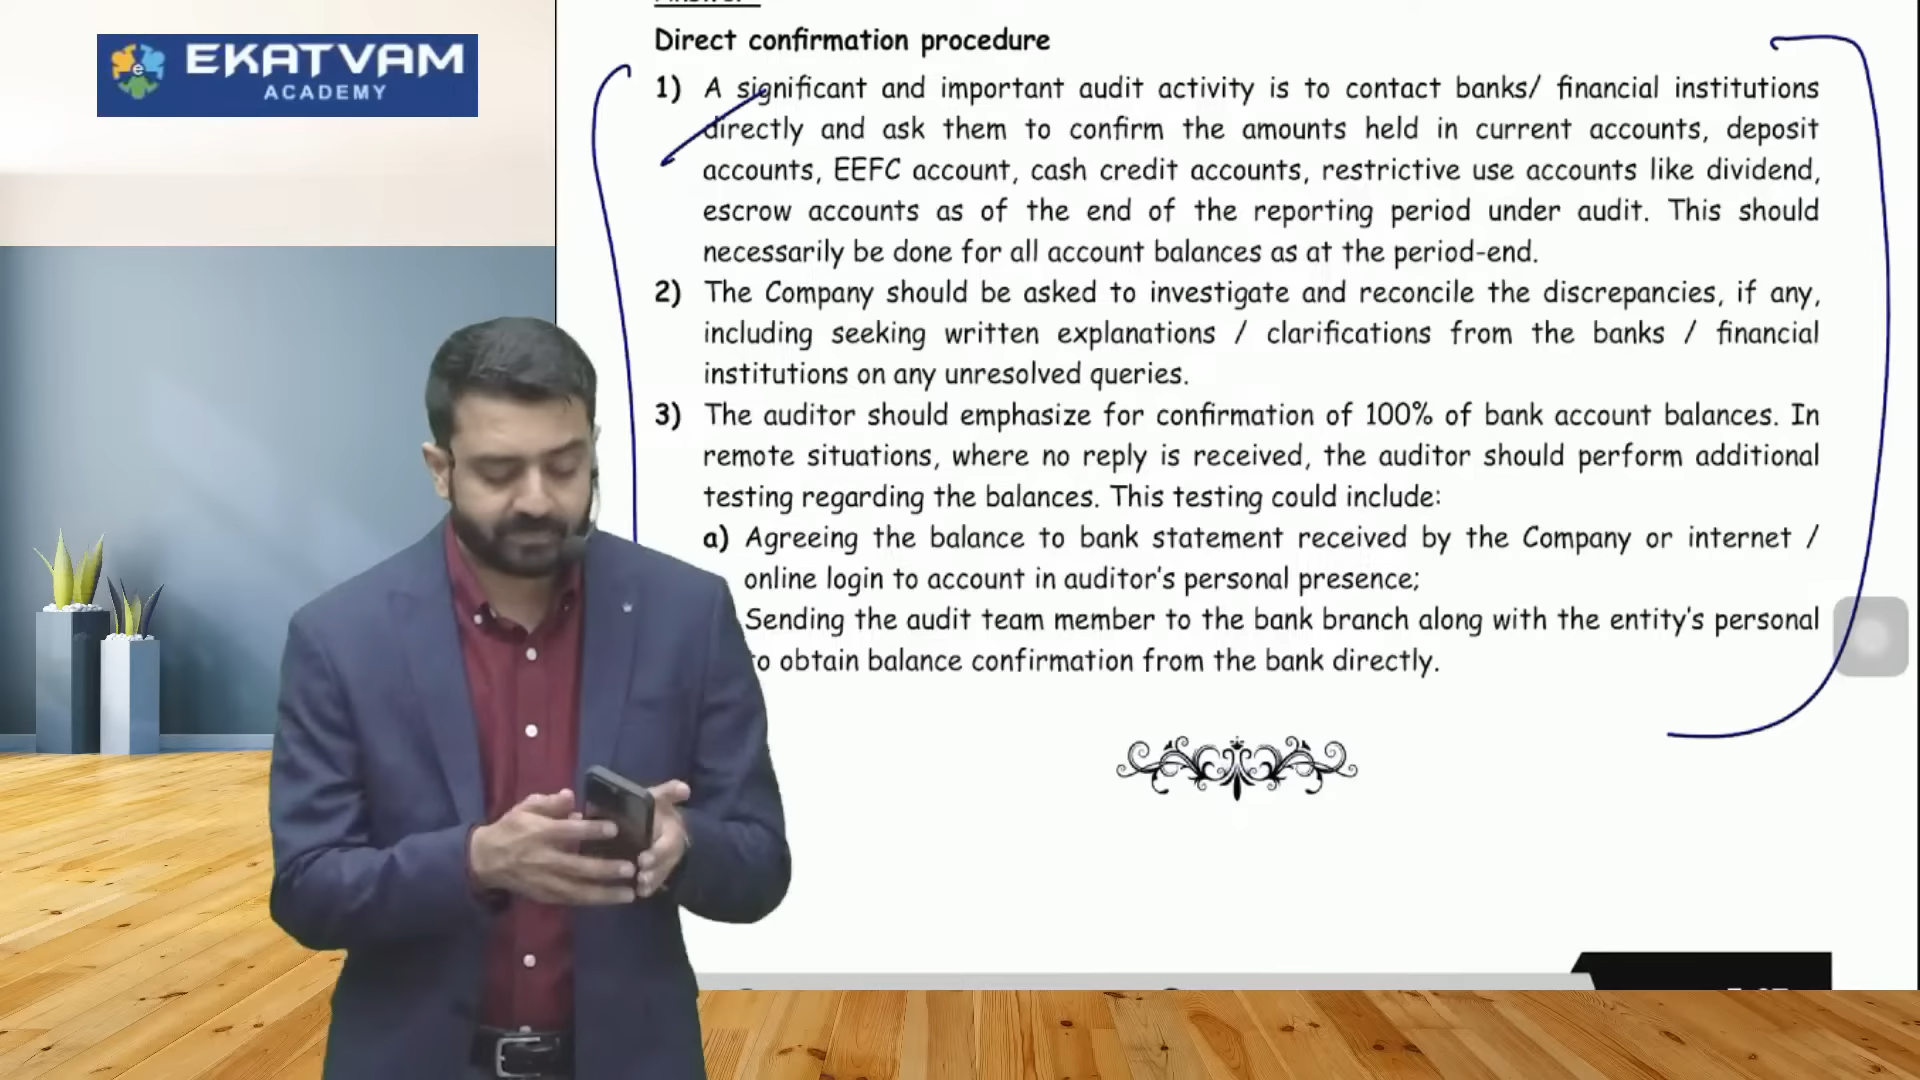 EKATVAM
ACADEMY
Direct confirmation procedure
1) A significant and important audit activity is to contact banks/ financial institutions
directly and ask them to confirm the amounts held in current accounts, deposit
accounts, EEFC account, cash credit accounts, restrictive use accounts like dividend,
escrow accounts as of the end of the reporting period under audit. This should
necessarily be done for all account balances as at the period-end.
2) The Company should be asked to investigate and reconcile the discrepancies, if any,
including seeking written explanations / clarifications from the banks / financial
institutions on any unresolved queries.
3) The auditor should emphasize for confirmation of 100% of bank account balances. In
remote situations, where no reply is received, the auditor should perform additional
testing regarding the balances. This testing could include:
a) Agreeing the balance to bank statement received by the Company or internet /
online login to account in auditor's personal presence;
Sending the audit team member to the bank branch along with the entity's personal
to obtain balance confirmation from the bank directly.